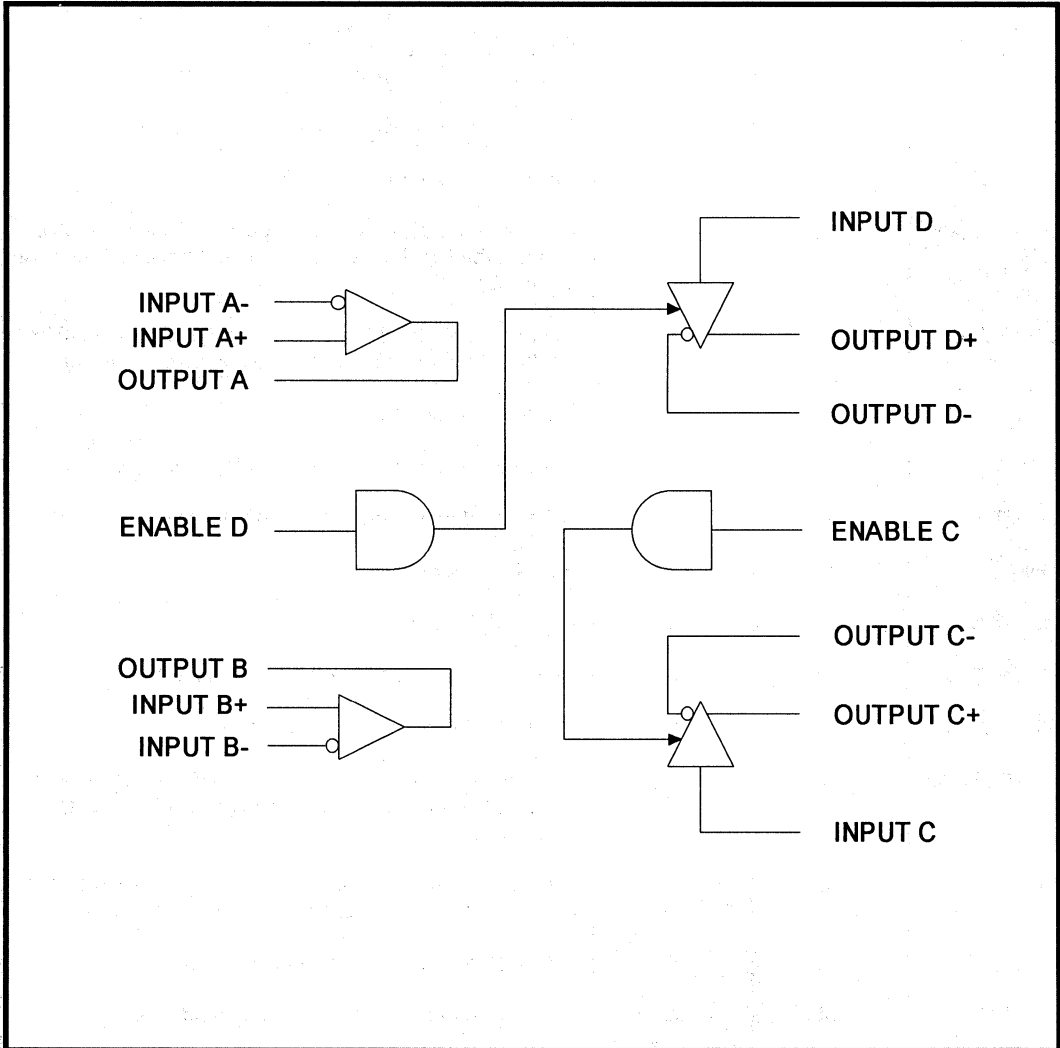 INPUT D
INPUT A-
INPUT A+
OUTPUT D+
OUTPUT A
OUTPUT D-
ENABLE D
ENABLE C
OUTPUT C-
OUTPUT B
INPUT B+
OUTPUT C+
INPUT B-
INPUT C